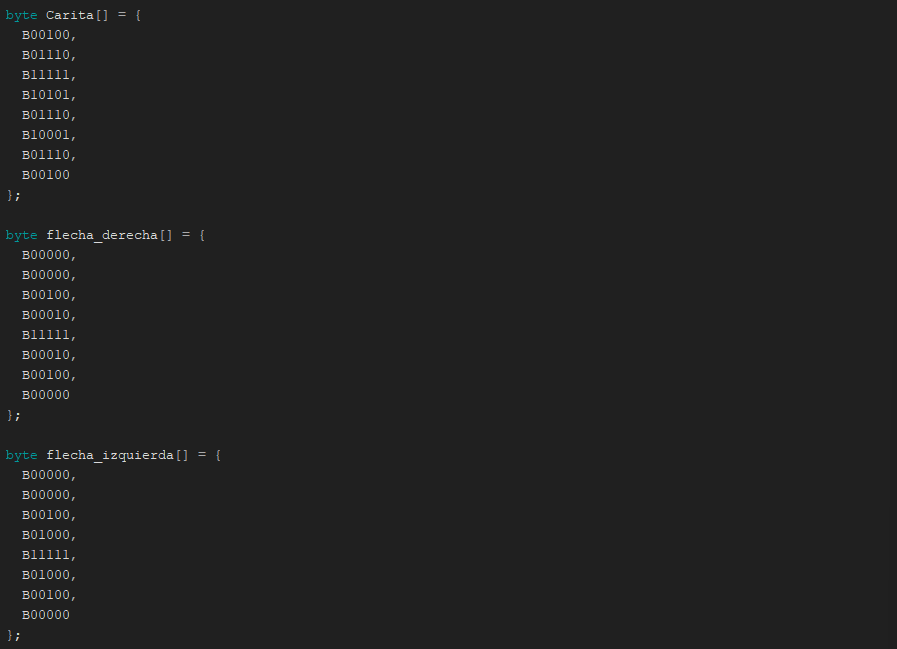 byte Carita[] = {
  B00100,
  B01110,
  B11111,
  B10101,
  B01110,
  B10001,
  B01110,
  B00100
};

byte flecha_derecha[] = {
  B00000,
  B00000,
  B00100,
  B00010,
  B11111,
  B00010,
  B00100,
  B00000
};

byte flecha_izquierda[] = {
  B00000,
  B00000,
  B00100,
  B01000,
  B11111,
  B01000,
  B00100,
  B00000
};